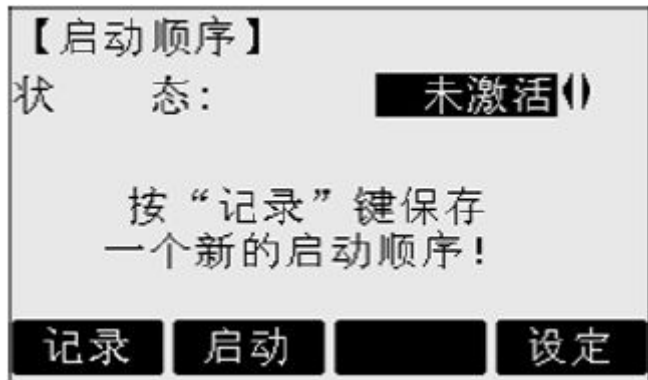 【启动顺序】
状 态: 未激活
按“记录”键保存
一个新的启动顺序!
记录 启动 设定